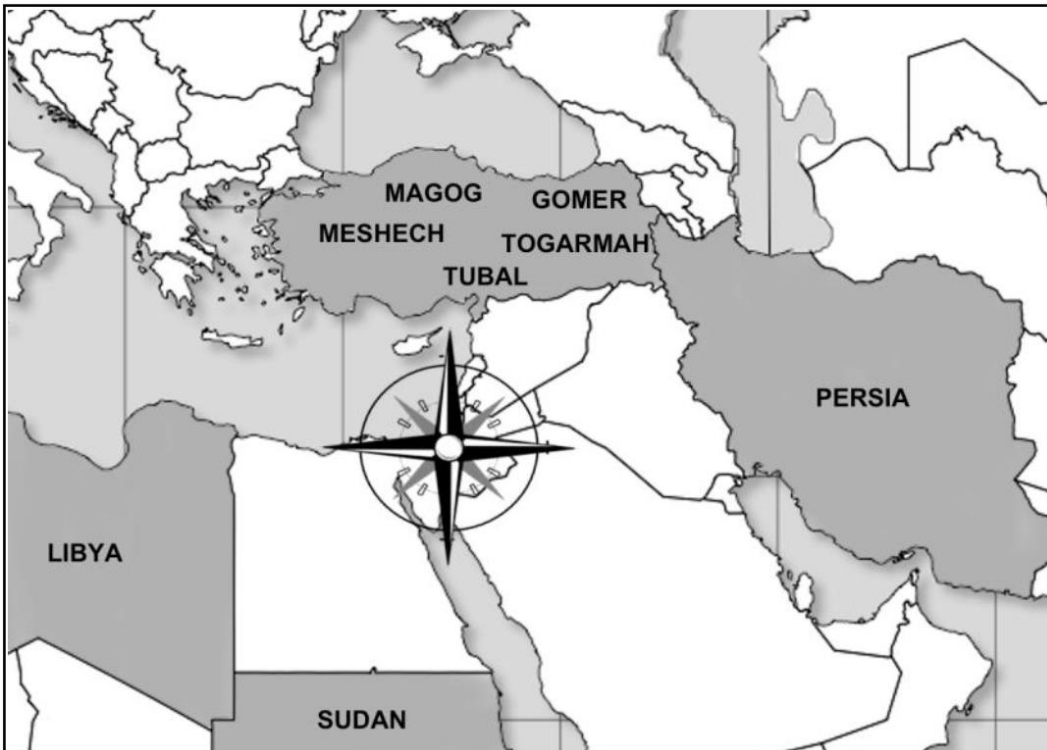 MAGOG
GOMER
MESHECH
TOGARMAH
TUBAL
PERSIA
LIBYA
SUDAN